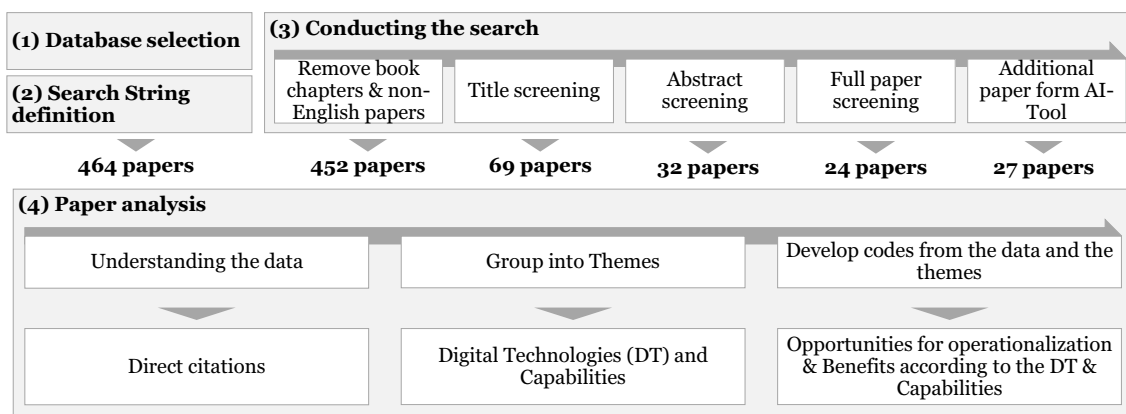 (1) Database selection
(2) Search String
definition
464 papers
(3) Conducting the search
Remove book
chapters & non-
English papers
Title screening
Abstract
screening
Full paper
screening
Additional
paper form AI-
Tool
452 papers
69 papers
32 papers
24 papers
27 papers
(4) Paper analysis
Understanding the data
Group into Themes
Develop codes from the data and the
themes
Direct citations
Digital Technologies (DT) and
Capabilities
Opportunities for operationalization
& Benefits according to the DT &
Capabilities